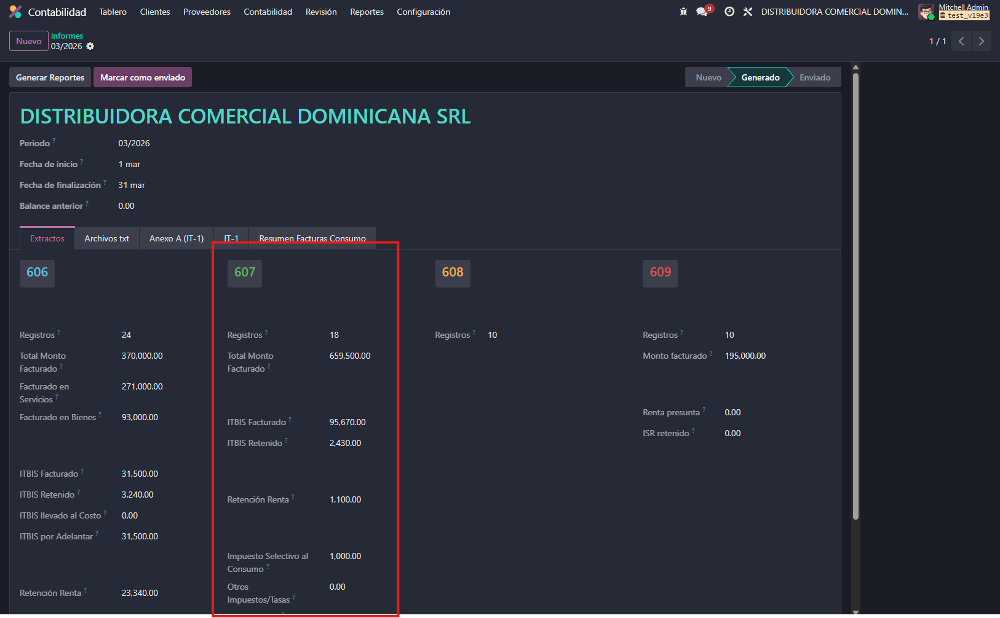 Contabilidad
Tablero
Clientes
Proveedores
Contabilidad
Revisión
Reportes
Configuración
9
DISTRIBUIDORA COMERCIAL DOMIN...
Mitchell Admin
test_v19e3
Nuevo
Informes
03/2026
1 / 1
Generar Reportes
Marcar como enviado
Nuevo
Generado
Enviado
DISTRIBUIDORA COMERCIAL DOMINICANA SRL
Periodo ? 03/2026
Fecha de inicio ? 1 mar
Fecha de finalización ? 31 mar
Balance anterior ? 0.00
Extractos
Archivos txt
Anexo A (IT-1)
IT-1
Resumen Facturas Consumo
606
Registros ? 24
Total Monto
Facturado ?
370,000.00
Facturado en
Servicios ?
271,000.00
Facturado en Bienes ? 93,000.00
ITBIS Facturado ? 31,500.00
ITBIS Retenido ? 3,240.00
ITBIS llevado al Costo ? 0.00
ITBIS por Adelantar ? 31,500.00
Retención Renta ? 23,340.00
607
Registros ? 18
Total Monto
Facturado ?
659,500.00
ITBIS Facturado ? 95,670.00
ITBIS Retenido ? 2,430.00
Retención Renta ? 1,100.00
Impuesto Selectivo al
Consumo ?
1,000.00
Otros
Impuestos/Tasas ?
0.00
608
Registros ? 10
609
Registros ? 10
Monto facturado ? 195,000.00
Renta presunta ? 0.00
ISR retenido ? 0.00